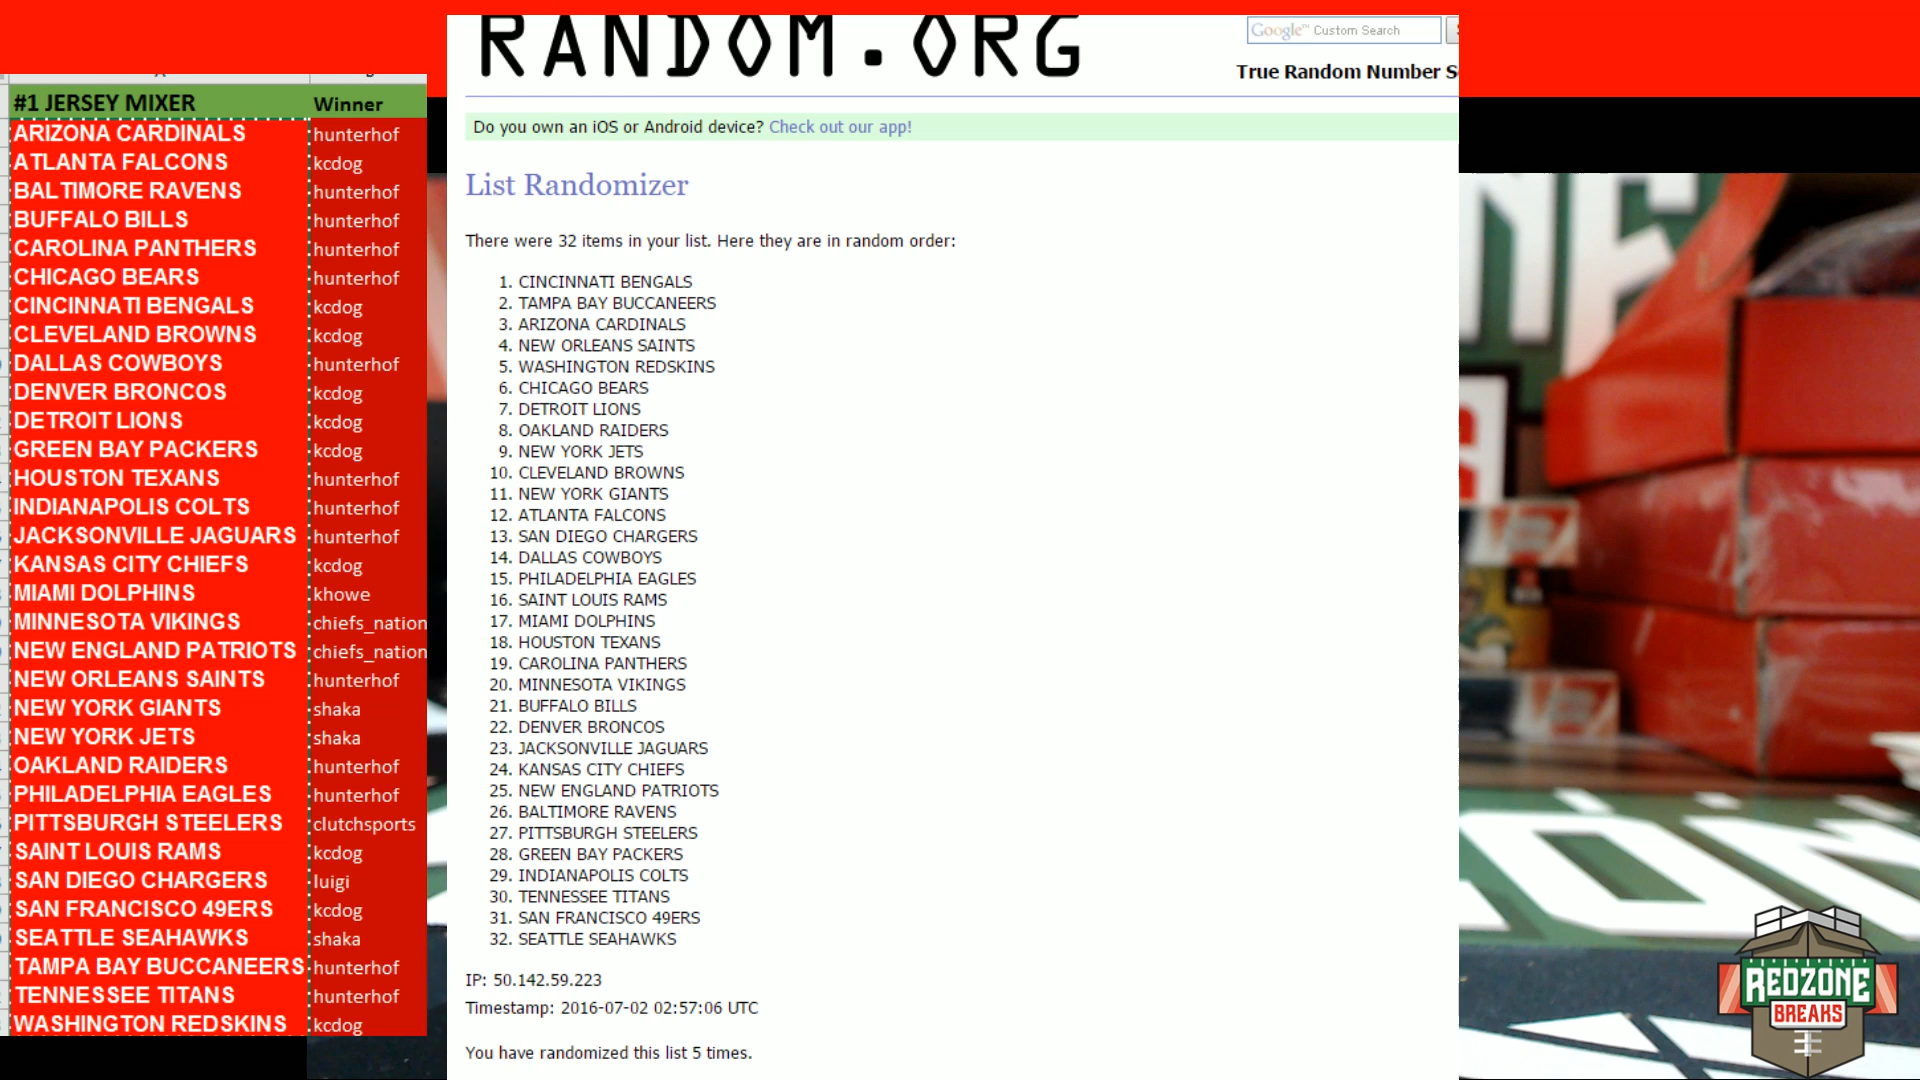 #1 JERSEY MIXER Winner
ARIZONA CARDINALS hunterhof
ATLANTA FALCONS kcdog
BALTIMORE RAVENS hunterhof
BUFFALO BILLS hunterhof
CAROLINA PANTHERS hunterhof
CHICAGO BEARS hunterhof
CINCINNATI BENGALS kcdog
CLEVELAND BROWNS kcdog
DALLAS COWBOYS hunterhof
DENVER BRONCOS kcdog
DETROIT LIONS kcdog
GREEN BAY PACKERS kcdog
HOUSTON TEXANS hunterhof
INDIANAPOLIS COLTS hunterhof
JACKSONVILLE JAGUARS hunterhof
KANSAS CITY CHIEFS kcdog
MIAMI DOLPHINS khowe
MINNESOTA VIKINGS chiefs_nation
NEW ENGLAND PATRIOTS chiefs_nation
NEW ORLEANS SAINTS hunterhof
NEW YORK GIANTS shaka
NEW YORK JETS shaka
OAKLAND RAIDERS hunterhof
PHILADELPHIA EAGLES hunterhof
PITTSBURGH STEELERS clutchsports
SAINT LOUIS RAMS kcdog
SAN DIEGO CHARGERS luigi
SAN FRANCISCO 49ERS kcdog
SEATTLE SEAHAWKS shaka
TAMPA BAY BUCCANEERS hunterhof
TENNESSEE TITANS hunterhof
WASHINGTON REDSKINS kcdog
RANDOM.ORG
Google™ Custom Search
True Random Number S
Do you own an iOS or Android device? Check out our app!
List Randomizer
There were 32 items in your list. Here they are in random order:
1. CINCINNATI BENGALS
2. TAMPA BAY BUCCANEERS
3. ARIZONA CARDINALS
4. NEW ORLEANS SAINTS
5. WASHINGTON REDSKINS
6. CHICAGO BEARS
7. DETROIT LIONS
8. OAKLAND RAIDERS
9. NEW YORK JETS
10. CLEVELAND BROWNS
11. NEW YORK GIANTS
12. ATLANTA FALCONS
13. SAN DIEGO CHARGERS
14. DALLAS COWBOYS
15. PHILADELPHIA EAGLES
16. SAINT LOUIS RAMS
17. MIAMI DOLPHINS
18. HOUSTON TEXANS
19. CAROLINA PANTHERS
20. MINNESOTA VIKINGS
21. BUFFALO BILLS
22. DENVER BRONCOS
23. JACKSONVILLE JAGUARS
24. KANSAS CITY CHIEFS
25. NEW ENGLAND PATRIOTS
26. BALTIMORE RAVENS
27. PITTSBURGH STEELERS
28. GREEN BAY PACKERS
29. INDIANAPOLIS COLTS
30. TENNESSEE TITANS
31. SAN FRANCISCO 49ERS
32. SEATTLE SEAHAWKS
IP: 50.142.59.223
Timestamp: 2016-07-02 02:57:06 UTC
You have randomized this list 5 times.
REDZONE
BREAKS